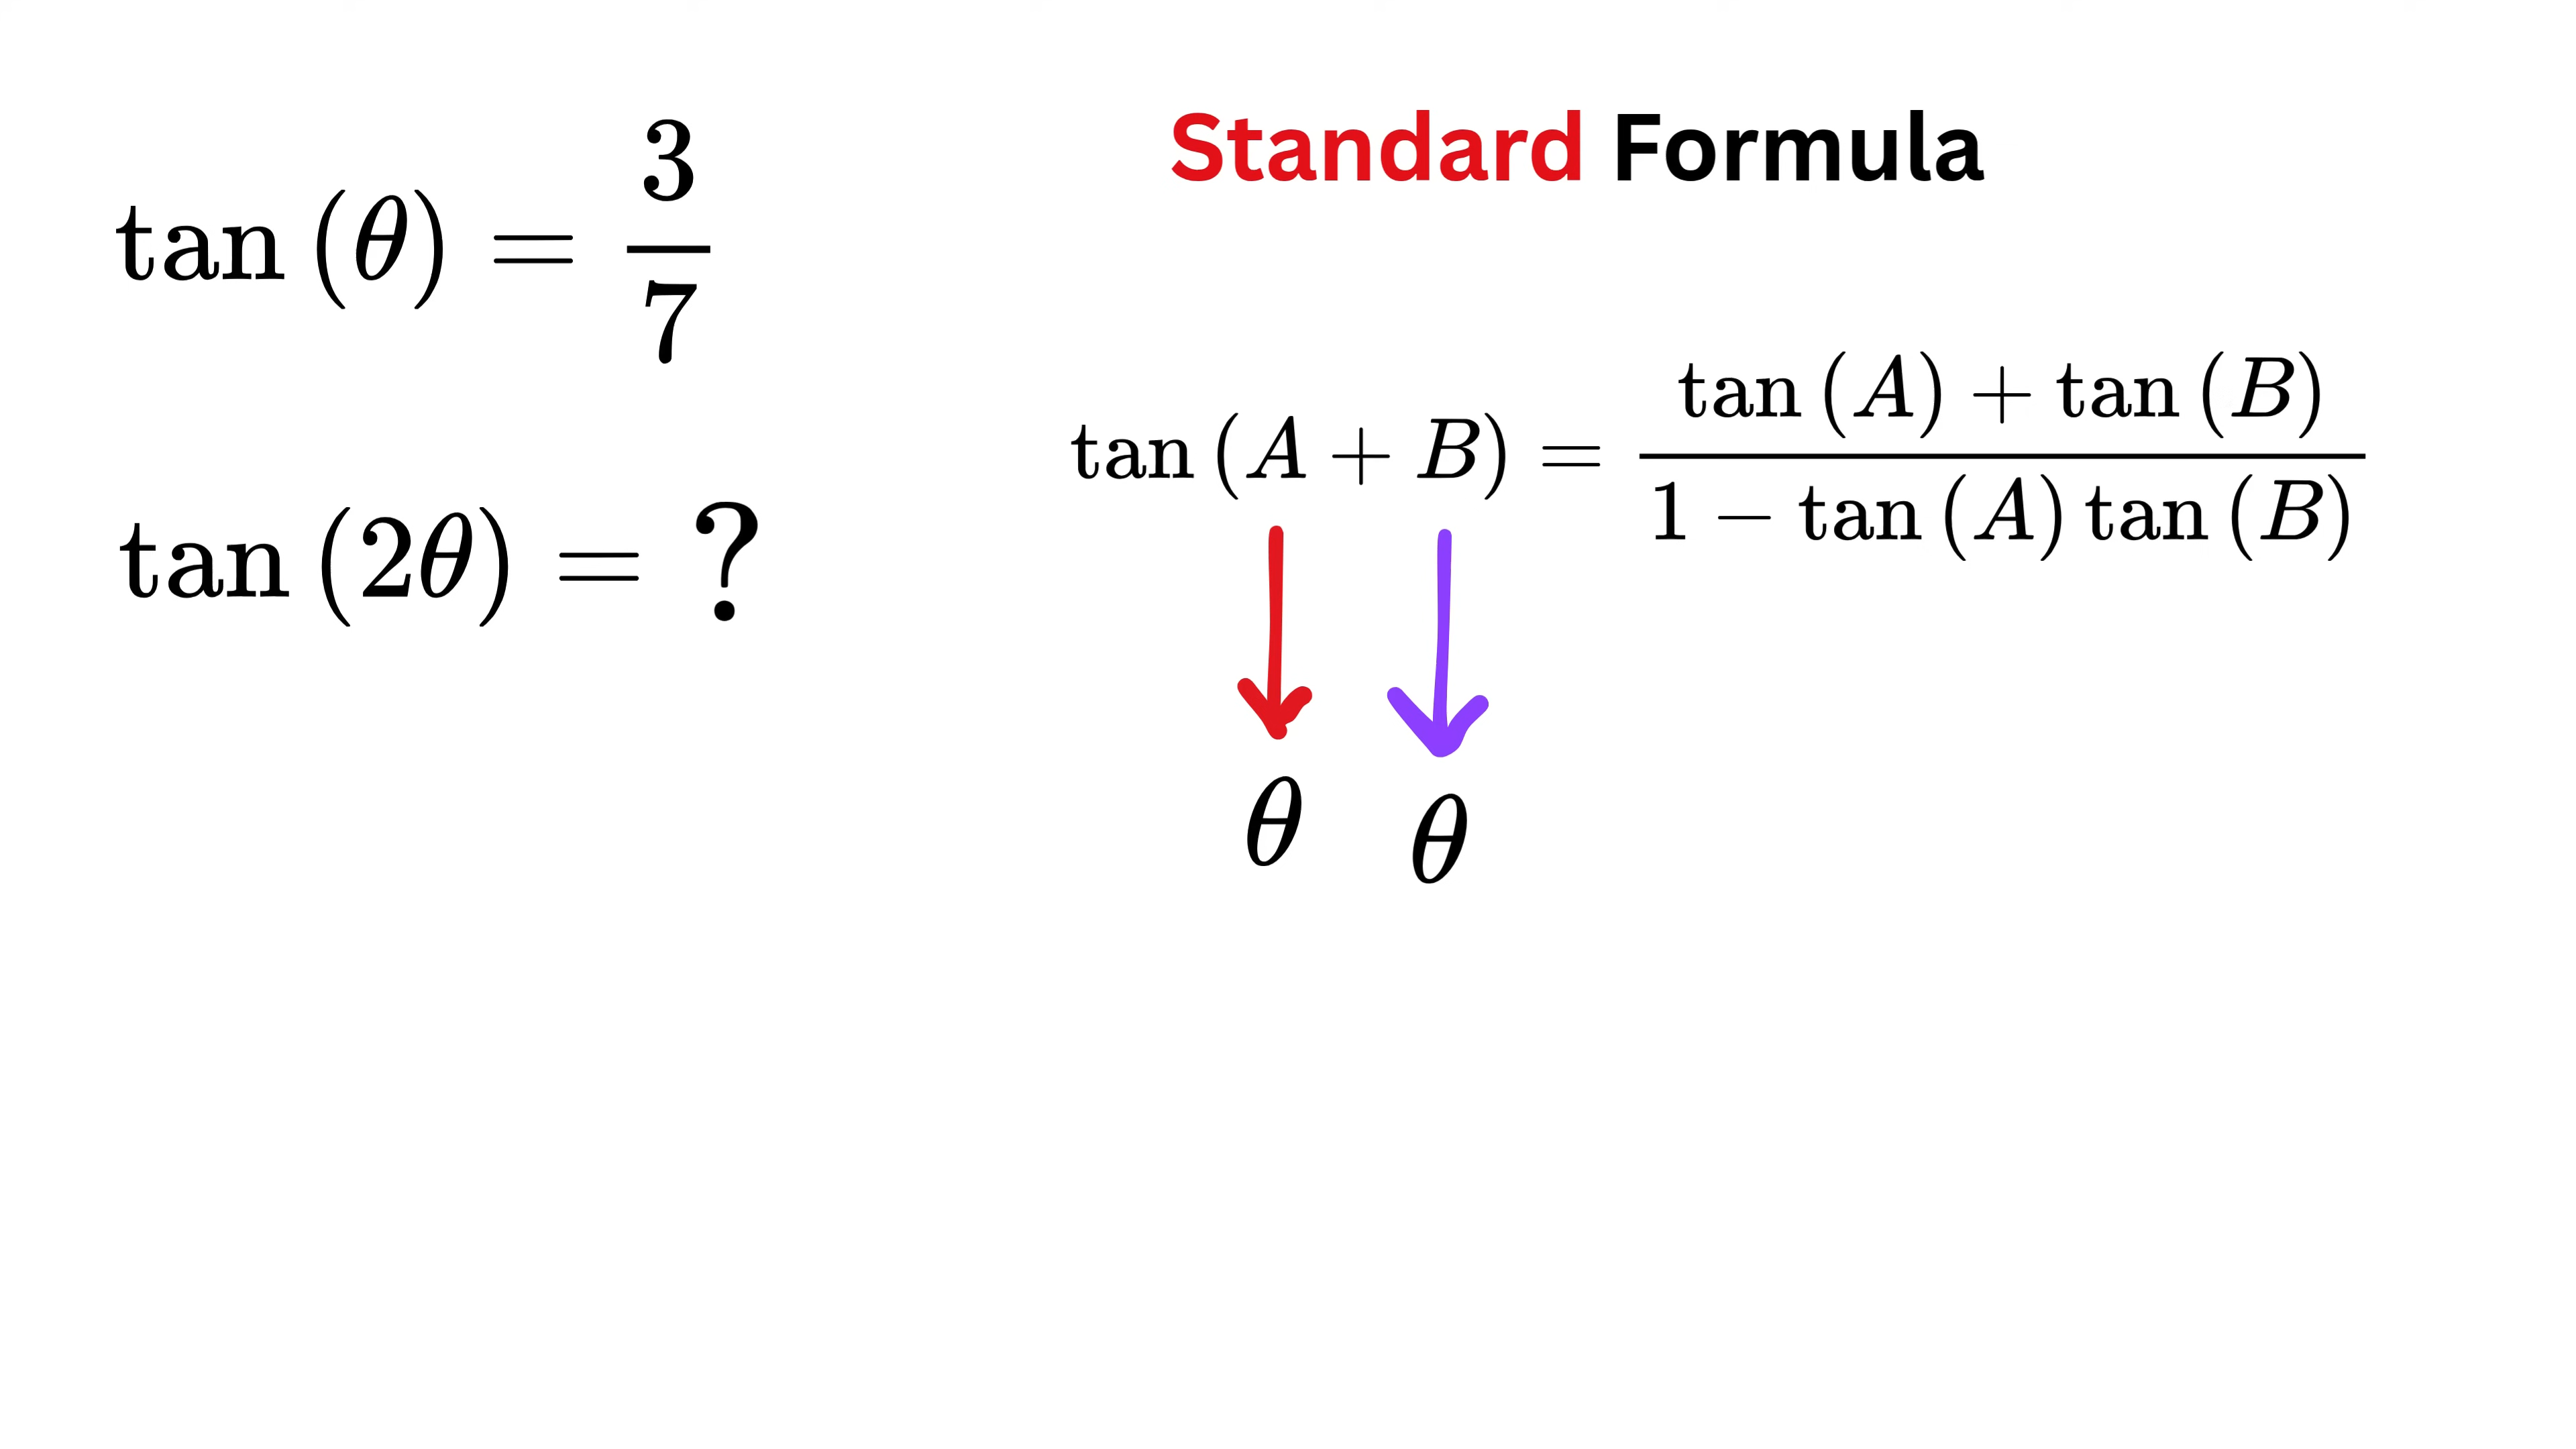 tan (θ) = 3/7
tan (2θ) = ?
Standard Formula
tan (A + B) = (tan (A) + tan (B))/(1 − tan (A) tan (B))
θ θ